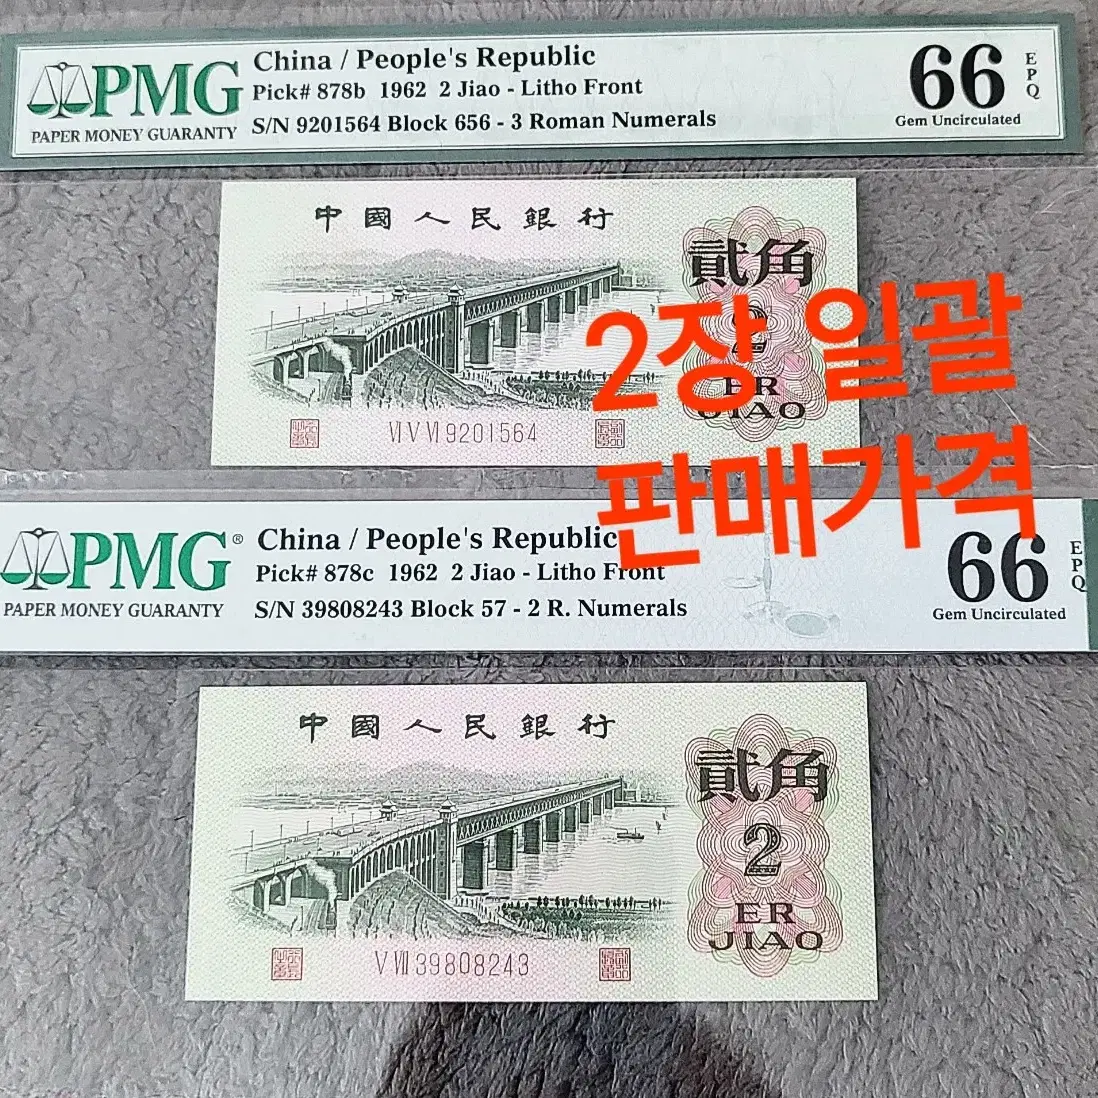 PMG
PAPER MONEY GUARANTY
China / People's Republic
Pick# 878b 1962 2 Jiao - Litho Front
S/N 9201564 Block 656 - 3 Roman Numerals
66
EPQ
Gem Uncirculated
中國人民銀行
貳角
2
ER
JIAO
ⅥⅤⅥ 9201564
2장 일괄
판매가격
PMG®
PAPER MONEY GUARANTY
China / People's Republic
Pick# 878c 1962 2 Jiao - Litho Front
S/N 39808243 Block 57 - 2 R. Numerals
66
EPQ
Gem Uncirculated
中國人民銀行
貳角
2
ER
JIAO
ⅤⅦ 39808243